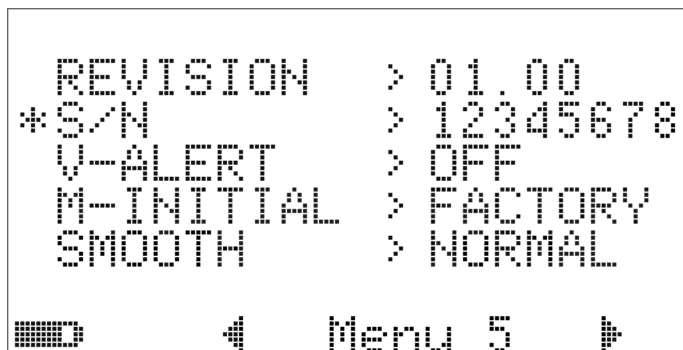 REVISION > 01.00
*S/N > 12345678
V-ALERT > OFF
M-INITIAL > FACTORY
SMOOTH > NORMAL
Menu 5